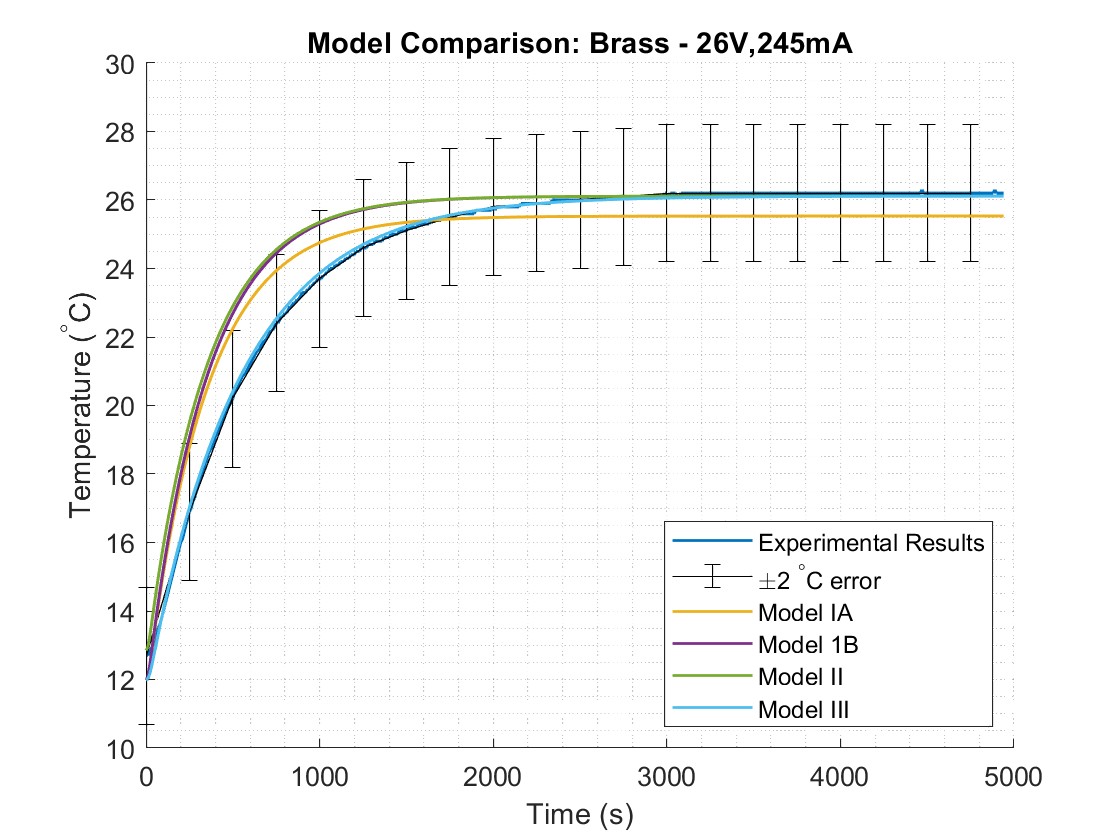 Model Comparison: Brass - 26V,245mA
30
28
26
24
22
20
18
16
14
12
10
Temperature (°C)
Experimental Results
±2 °C error
Model IA
Model 1B
Model II
Model III
0 1000 2000 3000 4000 5000
Time (s)